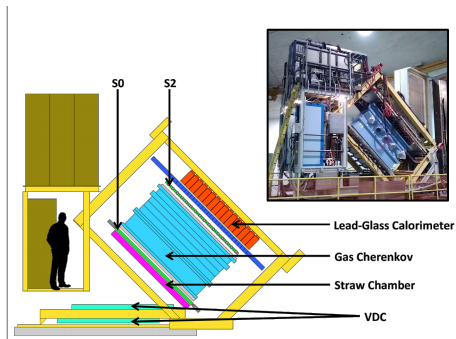 S0
S2
Lead-Glass Calorimeter
Gas Cherenkov
Straw Chamber
VDC